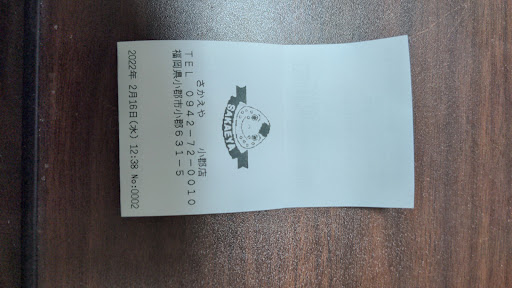 SAKAEYA
さかえや 小郡店
TEL 0942-72-0010
福岡県小郡市小郡631-5
2022年 2月16日(水) 12:38 No:0002